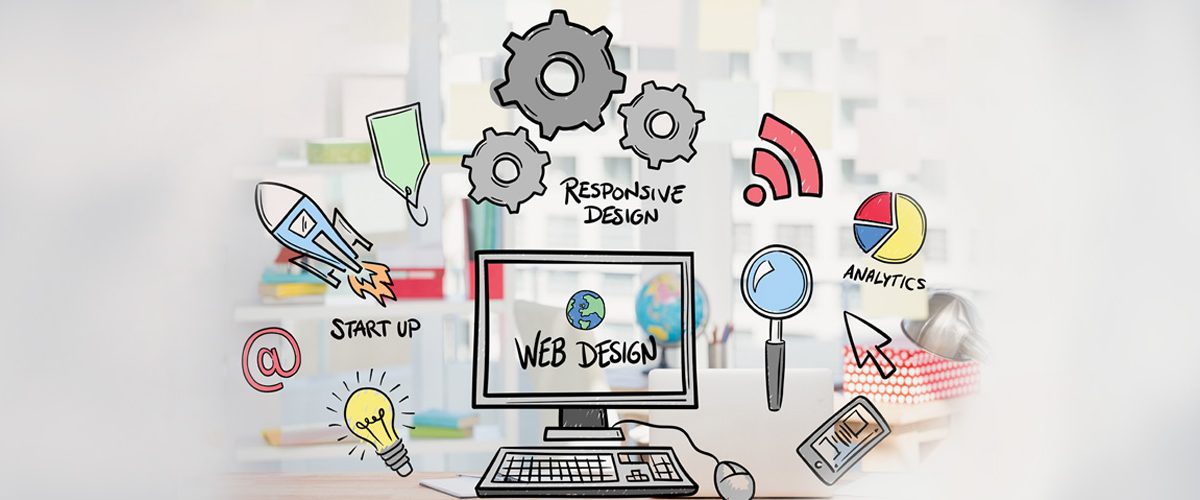 RESPONSIVE
DESIGN
ANALYTICS
START UP
@
WEB DESIGN